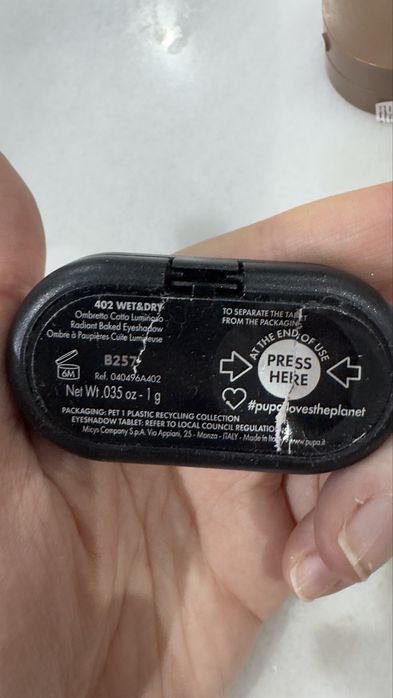 402 WET&DRY
Ombretto Cotto Luminoso
Radiant Baked Eyeshadow
Ombre à Paupières Cuite Lumineuse
B257
6M
Ref. 040496A402
Net Wt .035 oz - 1 g
TO SEPARATE THE TABLET
FROM THE PACKAGING
AT THE END OF USE
PRESS
HERE
#pupalovestheplanet
PACKAGING: PET 1 PLASTIC RECYCLING COLLECTION
EYESHADOW TABLET: REFER TO LOCAL COUNCIL REGULATIONS
Micys Company S.p.A. Via Appiani, 25 - Monza - ITALY - Made in Italy www.pupa.it